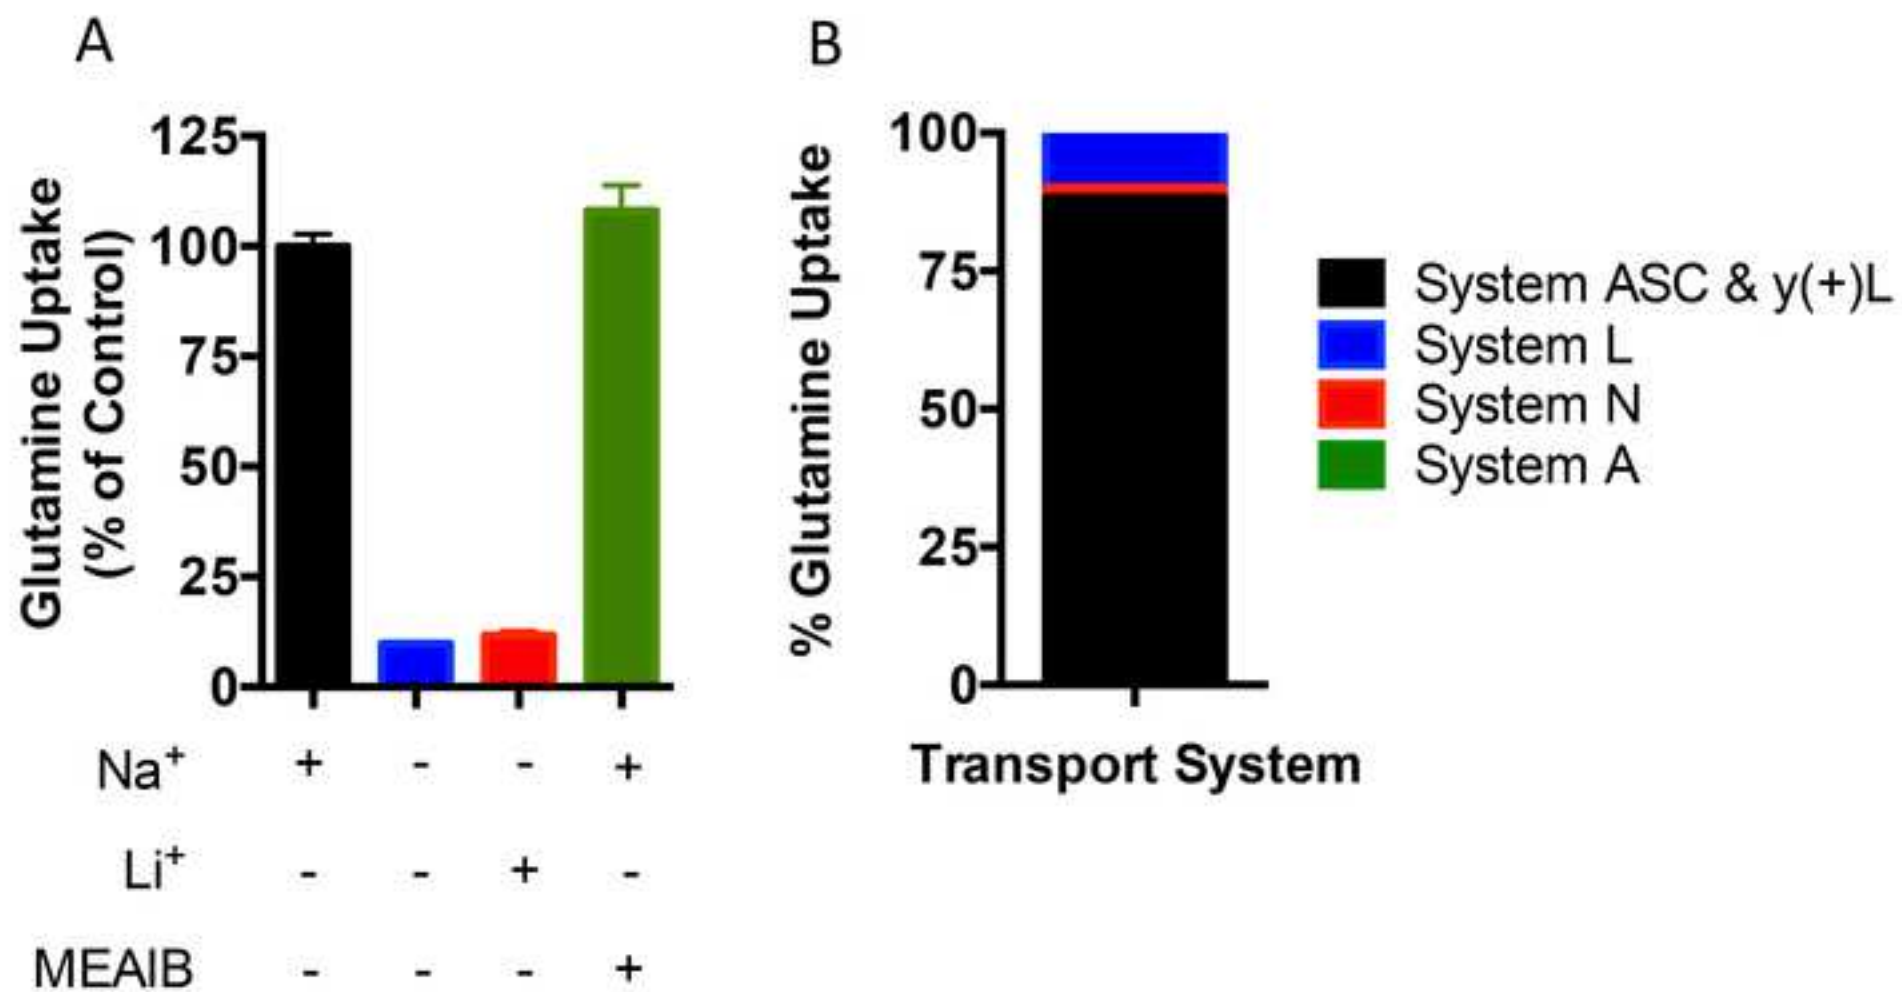 A
B
Glutamine Uptake
(% of Control)
125
100
75
50
25
0
Na⁺ + - - +
Li⁺ - - + -
MEAIB - - - +
% Glutamine Uptake
100
75
50
25
0
Transport System
System ASC & y(+)L
System L
System N
System A